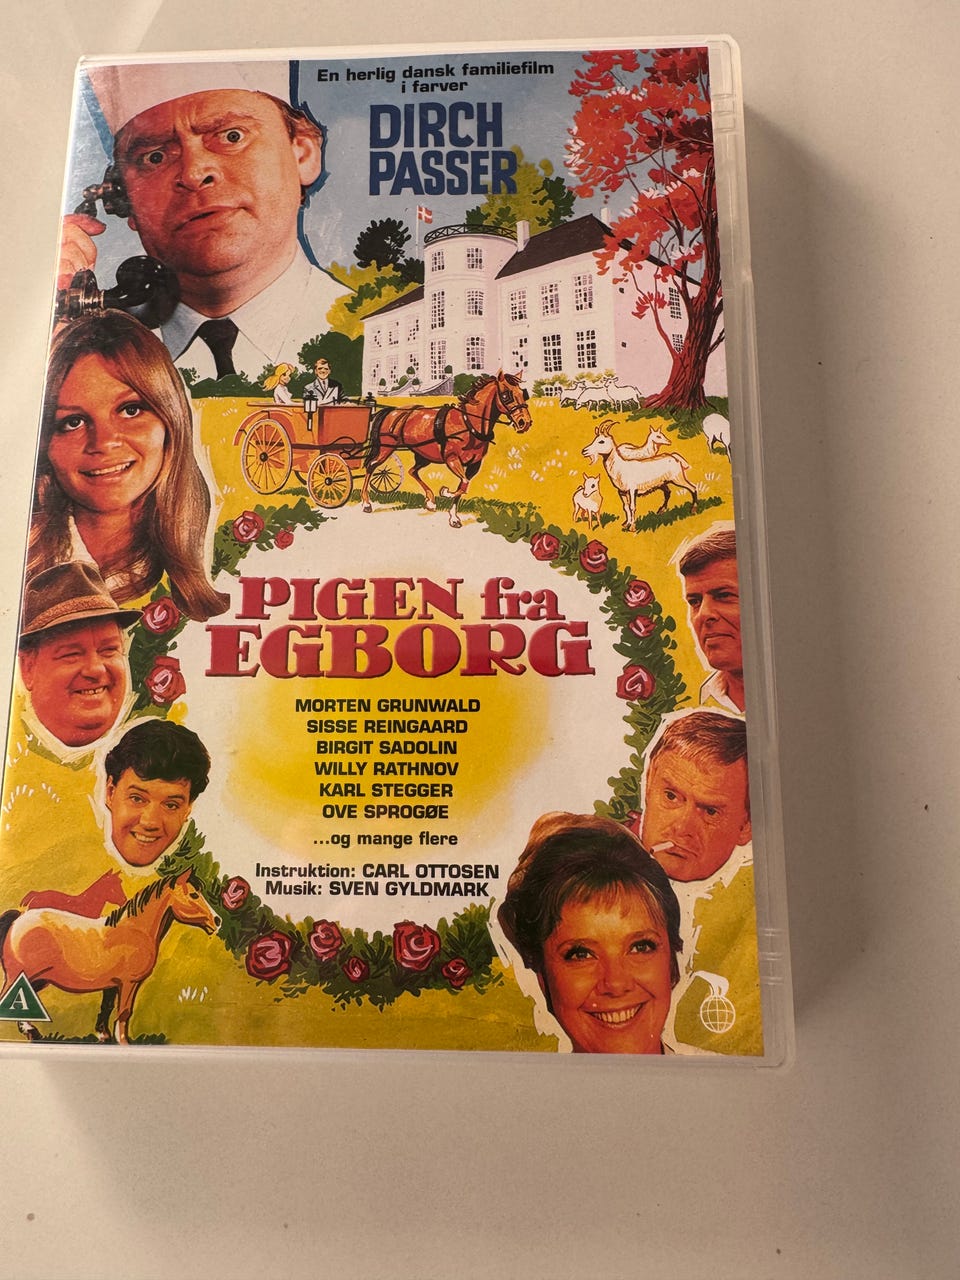 En herlig dansk familiefilm
i farver
DIRCH
PASSER
PIGEN fra
EGBORG
MORTEN GRUNWALD
SISSE REINGAARD
BIRGIT SADOLIN
WILLY RATHNOV
KARL STEGGER
OVE SPROGØE
...og mange flere
Instruktion: CARL OTTOSEN
Musik: SVEN GYLDMARK
A